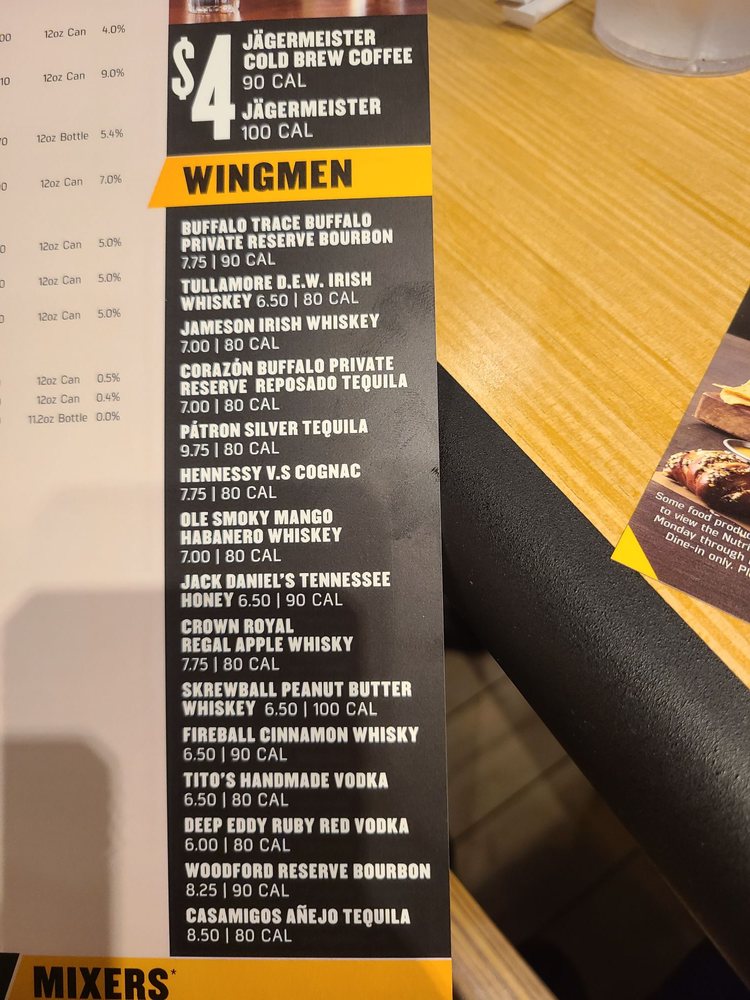 00 12oz Can 4.0%
10 12oz Can 9.0%
12oz Bottle 5.4%
12oz Can 7.0%
12oz Can 5.0%
12oz Can 5.0%
12oz Can 5.0%
12oz Can 0.5%
12oz Can 0.4%
11.2oz Bottle 0.0%
$4
JÄGERMEISTER
COLD BREW COFFEE
90 CAL
JÄGERMEISTER
100 CAL
WINGMEN
BUFFALO TRACE BUFFALO
PRIVATE RESERVE BOURBON
7.75 | 90 CAL
TULLAMORE D.E.W. IRISH
WHISKEY 6.50 | 80 CAL
JAMESON IRISH WHISKEY
7.00 | 80 CAL
CORAZÓN BUFFALO PRIVATE
RESERVE REPOSADO TEQUILA
7.00 | 80 CAL
PÁTRON SILVER TEQUILA
9.75 | 80 CAL
HENNESSY V.S COGNAC
7.75 | 80 CAL
OLE SMOKY MANGO
HABANERO WHISKEY
7.00 | 80 CAL
JACK DANIEL'S TENNESSEE
HONEY 6.50 | 90 CAL
CROWN ROYAL
REGAL APPLE WHISKY
7.75 | 80 CAL
SKREWBALL PEANUT BUTTER
WHISKEY 6.50 | 100 CAL
FIREBALL CINNAMON WHISKY
6.50 | 90 CAL
TITO'S HANDMADE VODKA
6.50 | 80 CAL
DEEP EDDY RUBY RED VODKA
6.00 | 80 CAL
WOODFORD RESERVE BOURBON
8.25 | 90 CAL
CASAMIGOS AÑEJO TEQUILA
8.50 | 80 CAL
MIXERS*
Some food produc
to view the Nutri
Monday through
Dine-in only. Pl